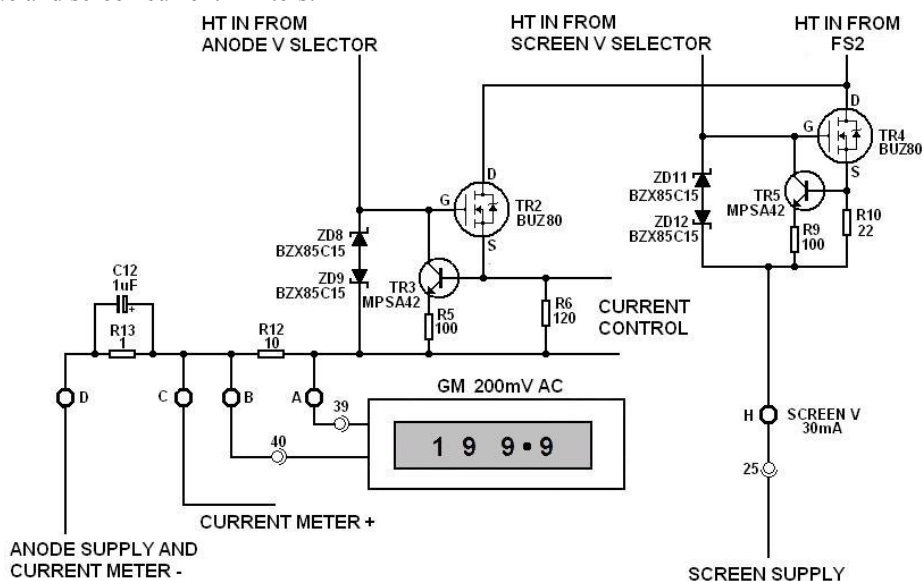 HT IN FROM
ANODE V SLECTOR
HT IN FROM
SCREEN V SELECTOR
HT IN FROM
FS2
D
G
TR4
BUZ80
S
D
G
TR2
BUZ80
S
ZD11
BZX85C15
TR5
MPSA42
ZD12
BZX85C15
R9
100
R10
22
ZD8
BZX85C15
ZD9
BZX85C15
TR3
MPSA42
R5
100
R6
120
CURRENT
CONTROL
C12
1uF
+
R13
1
R12
10
D
C
B
A
39
40
GM 200mV AC
1 9 9•9
H
SCREEN V
30mA
25
CURRENT METER +
ANODE SUPPLY AND
CURRENT METER -
SCREEN SUPPLY